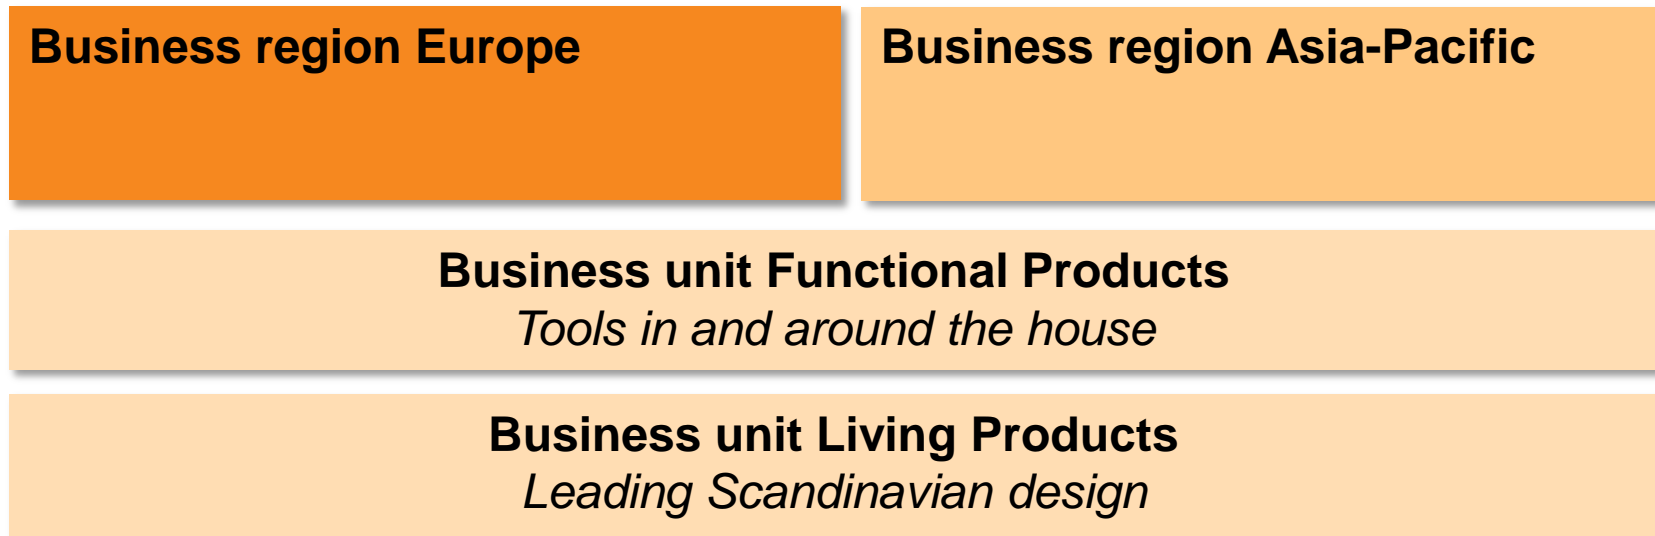 Business region Europe
Business region Asia-Pacific
Business unit Functional Products
Tools in and around the house
Business unit Living Products
Leading Scandinavian design